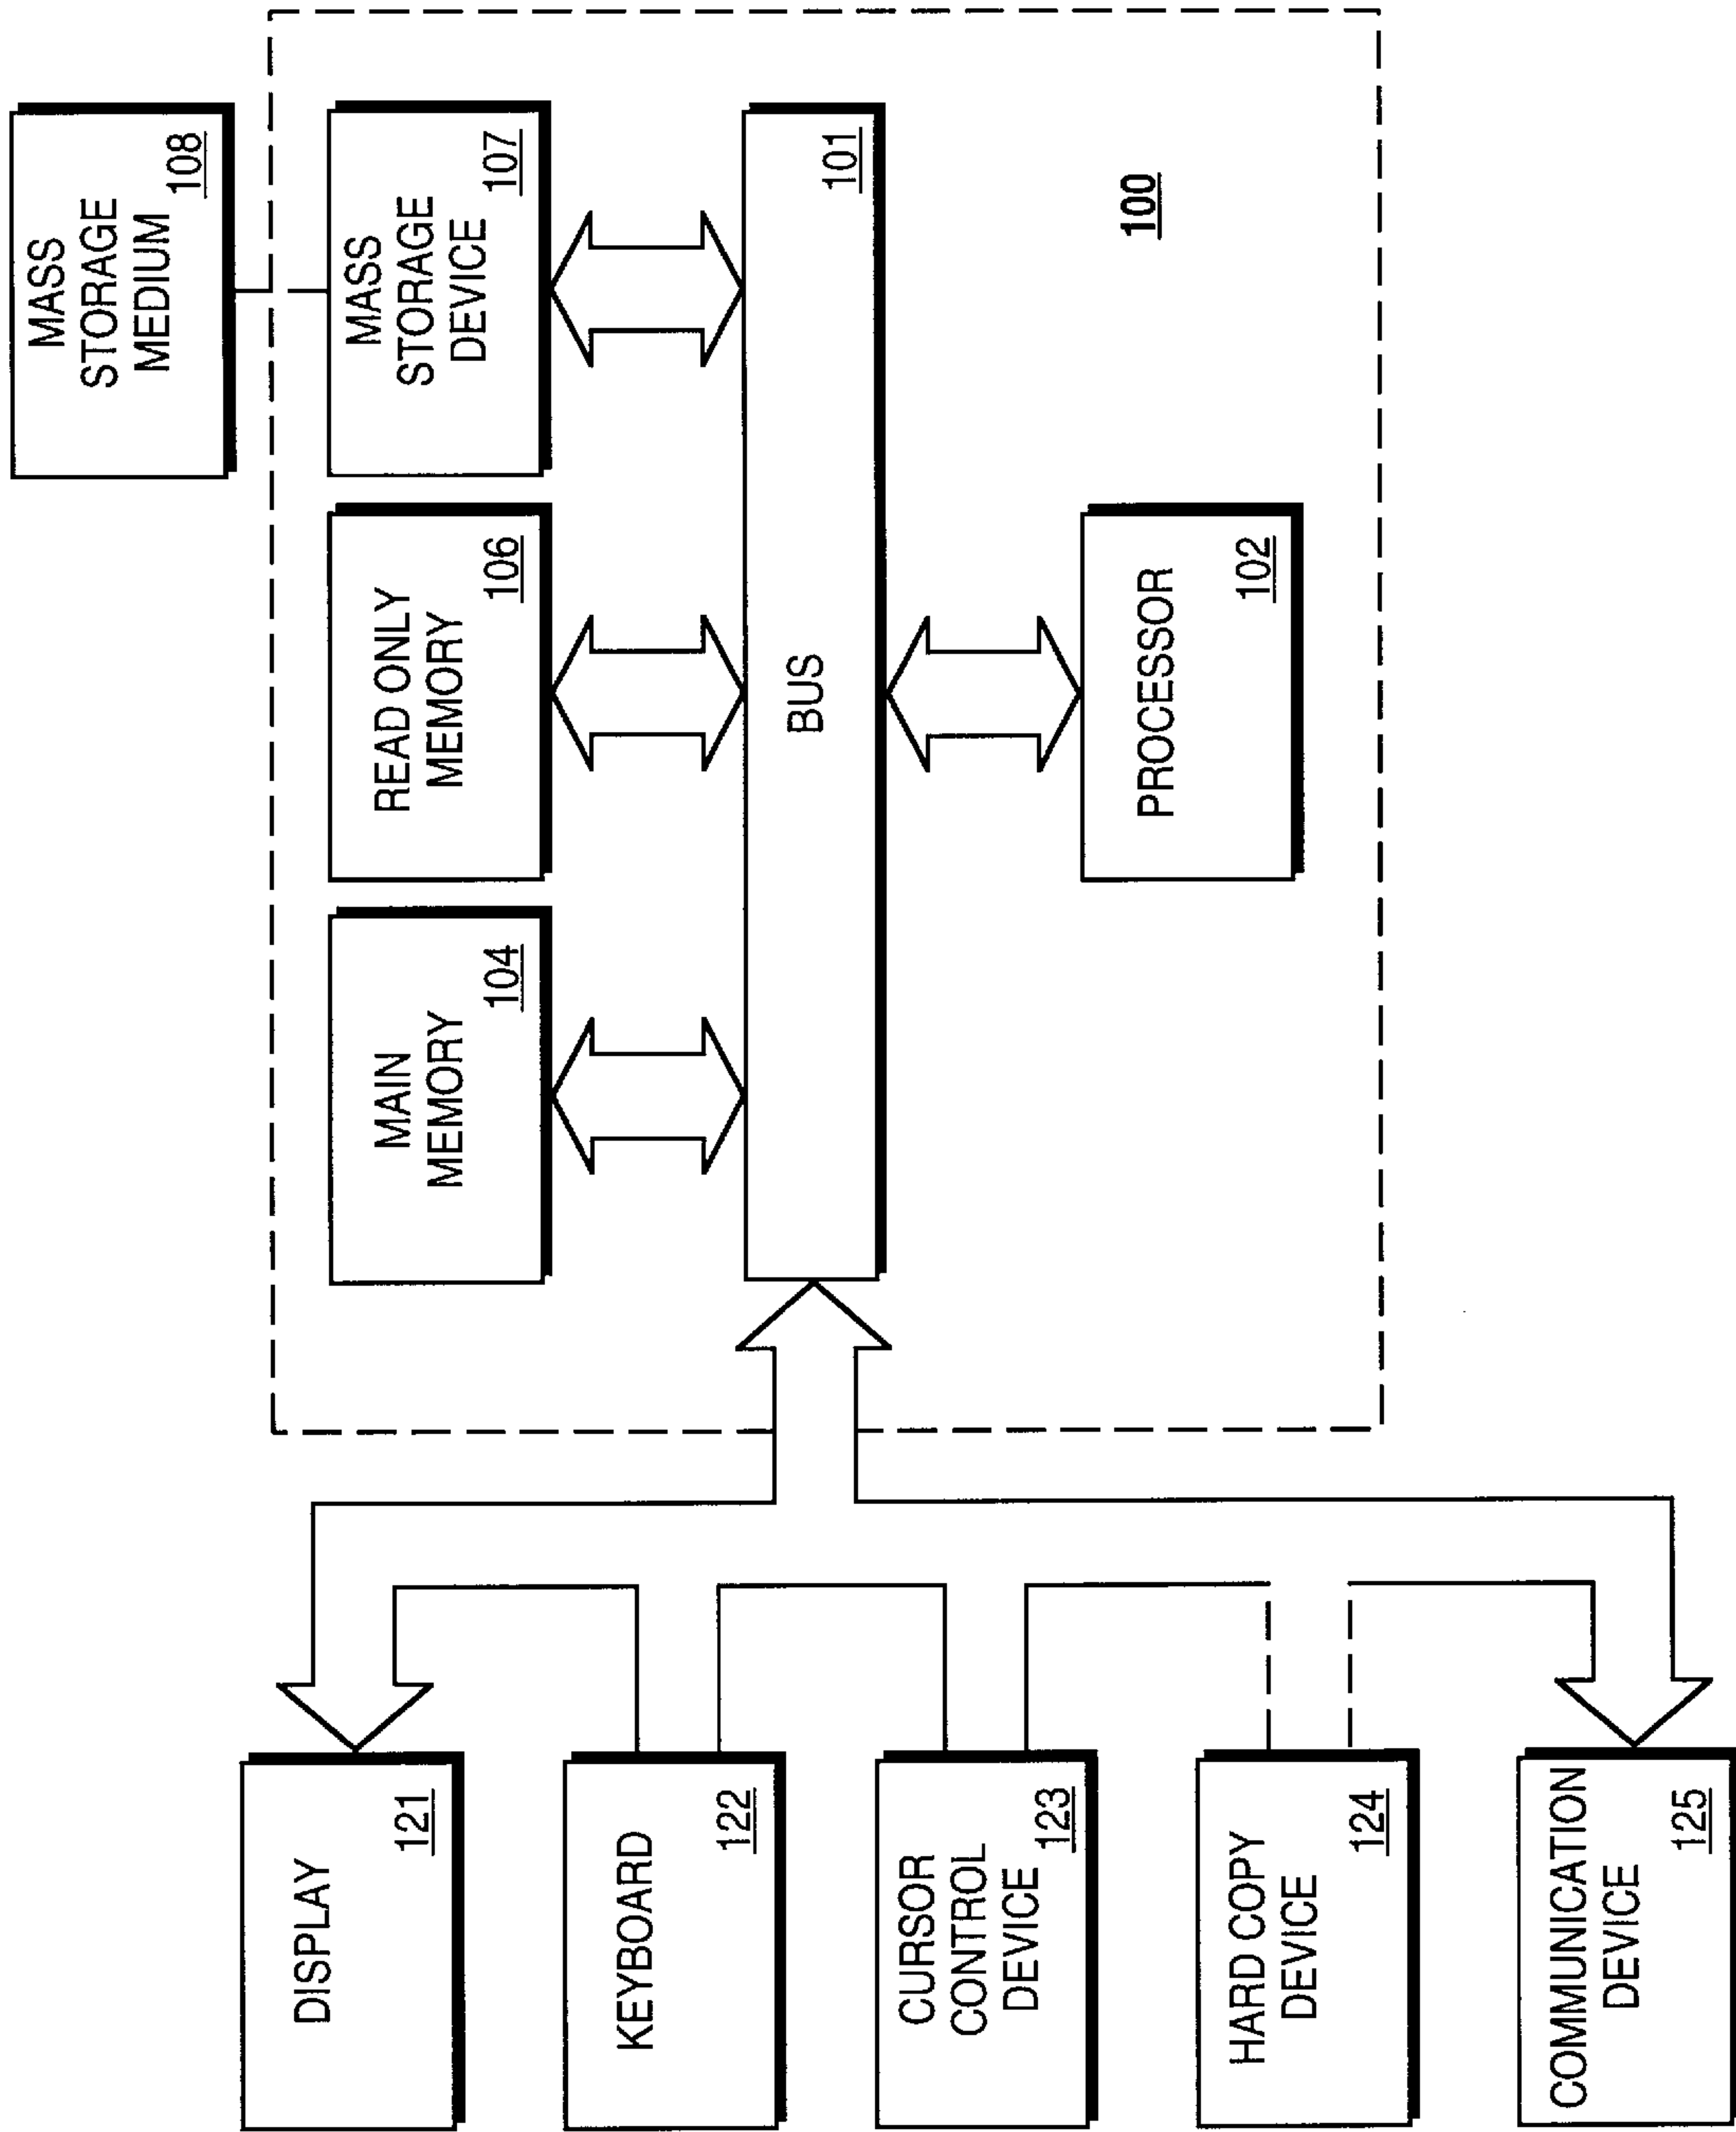 MASS
STORAGE
MEDIUM
108
MAIN
MEMORY
104
READ ONLY
MEMORY
106
MASS
STORAGE
DEVICE
107
BUS
101
PROCESSOR
102
100
DISPLAY
121
KEYBOARD
122
CURSOR
CONTROL
DEVICE
123
HARD COPY
DEVICE
124
COMMUNICATION
DEVICE
125